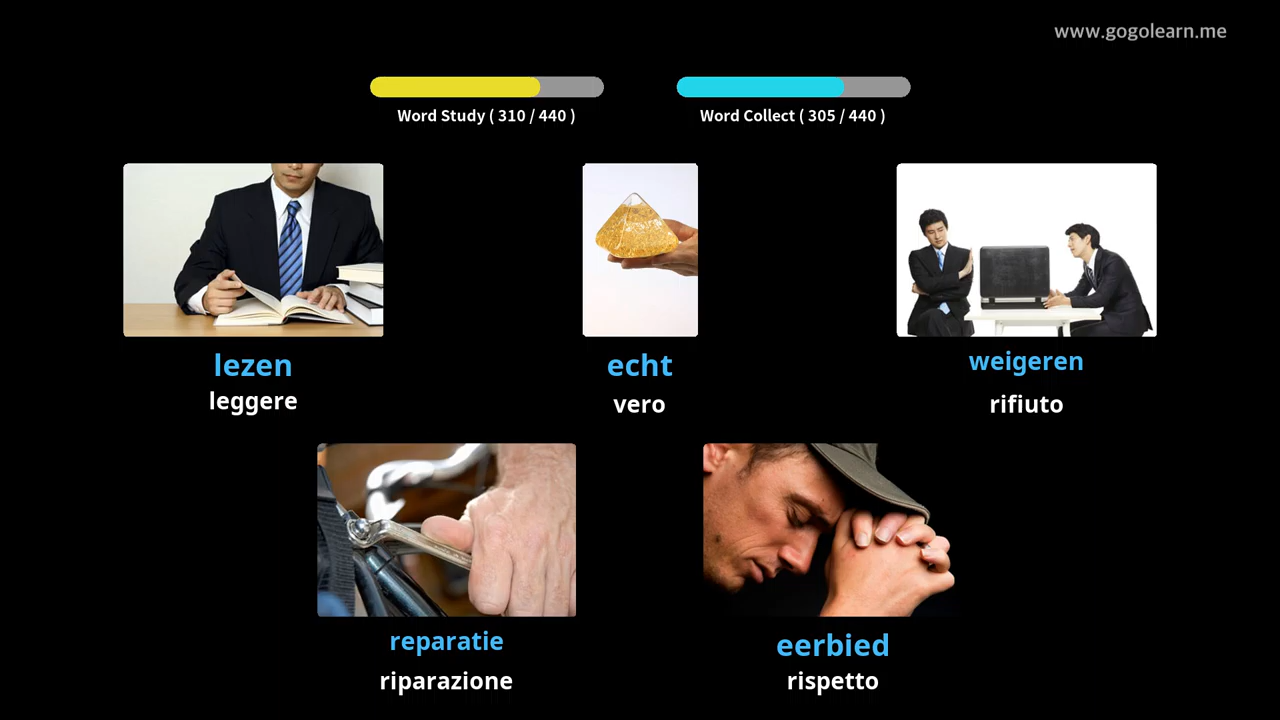 www.gogolearn.me
Word Study ( 310 / 440 )
Word Collect ( 305 / 440 )
lezen
leggere
echt
vero
weigeren
rifiuto
reparatie
riparazione
eerbied
rispetto